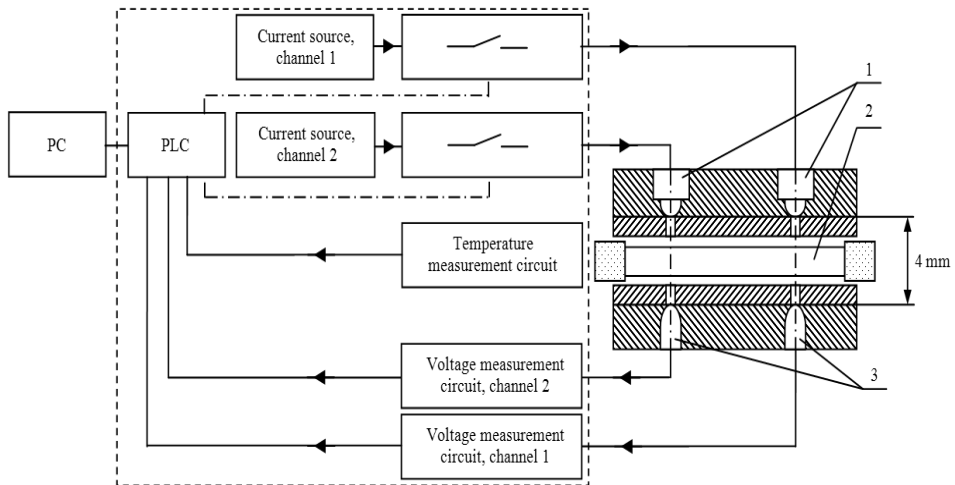 Current source,
channel 1
1
2
PC
PLC
Current source,
channel 2
Temperature
measurement circuit
4 mm
Voltage measurement
circuit, channel 2
3
Voltage measurement
circuit, channel 1